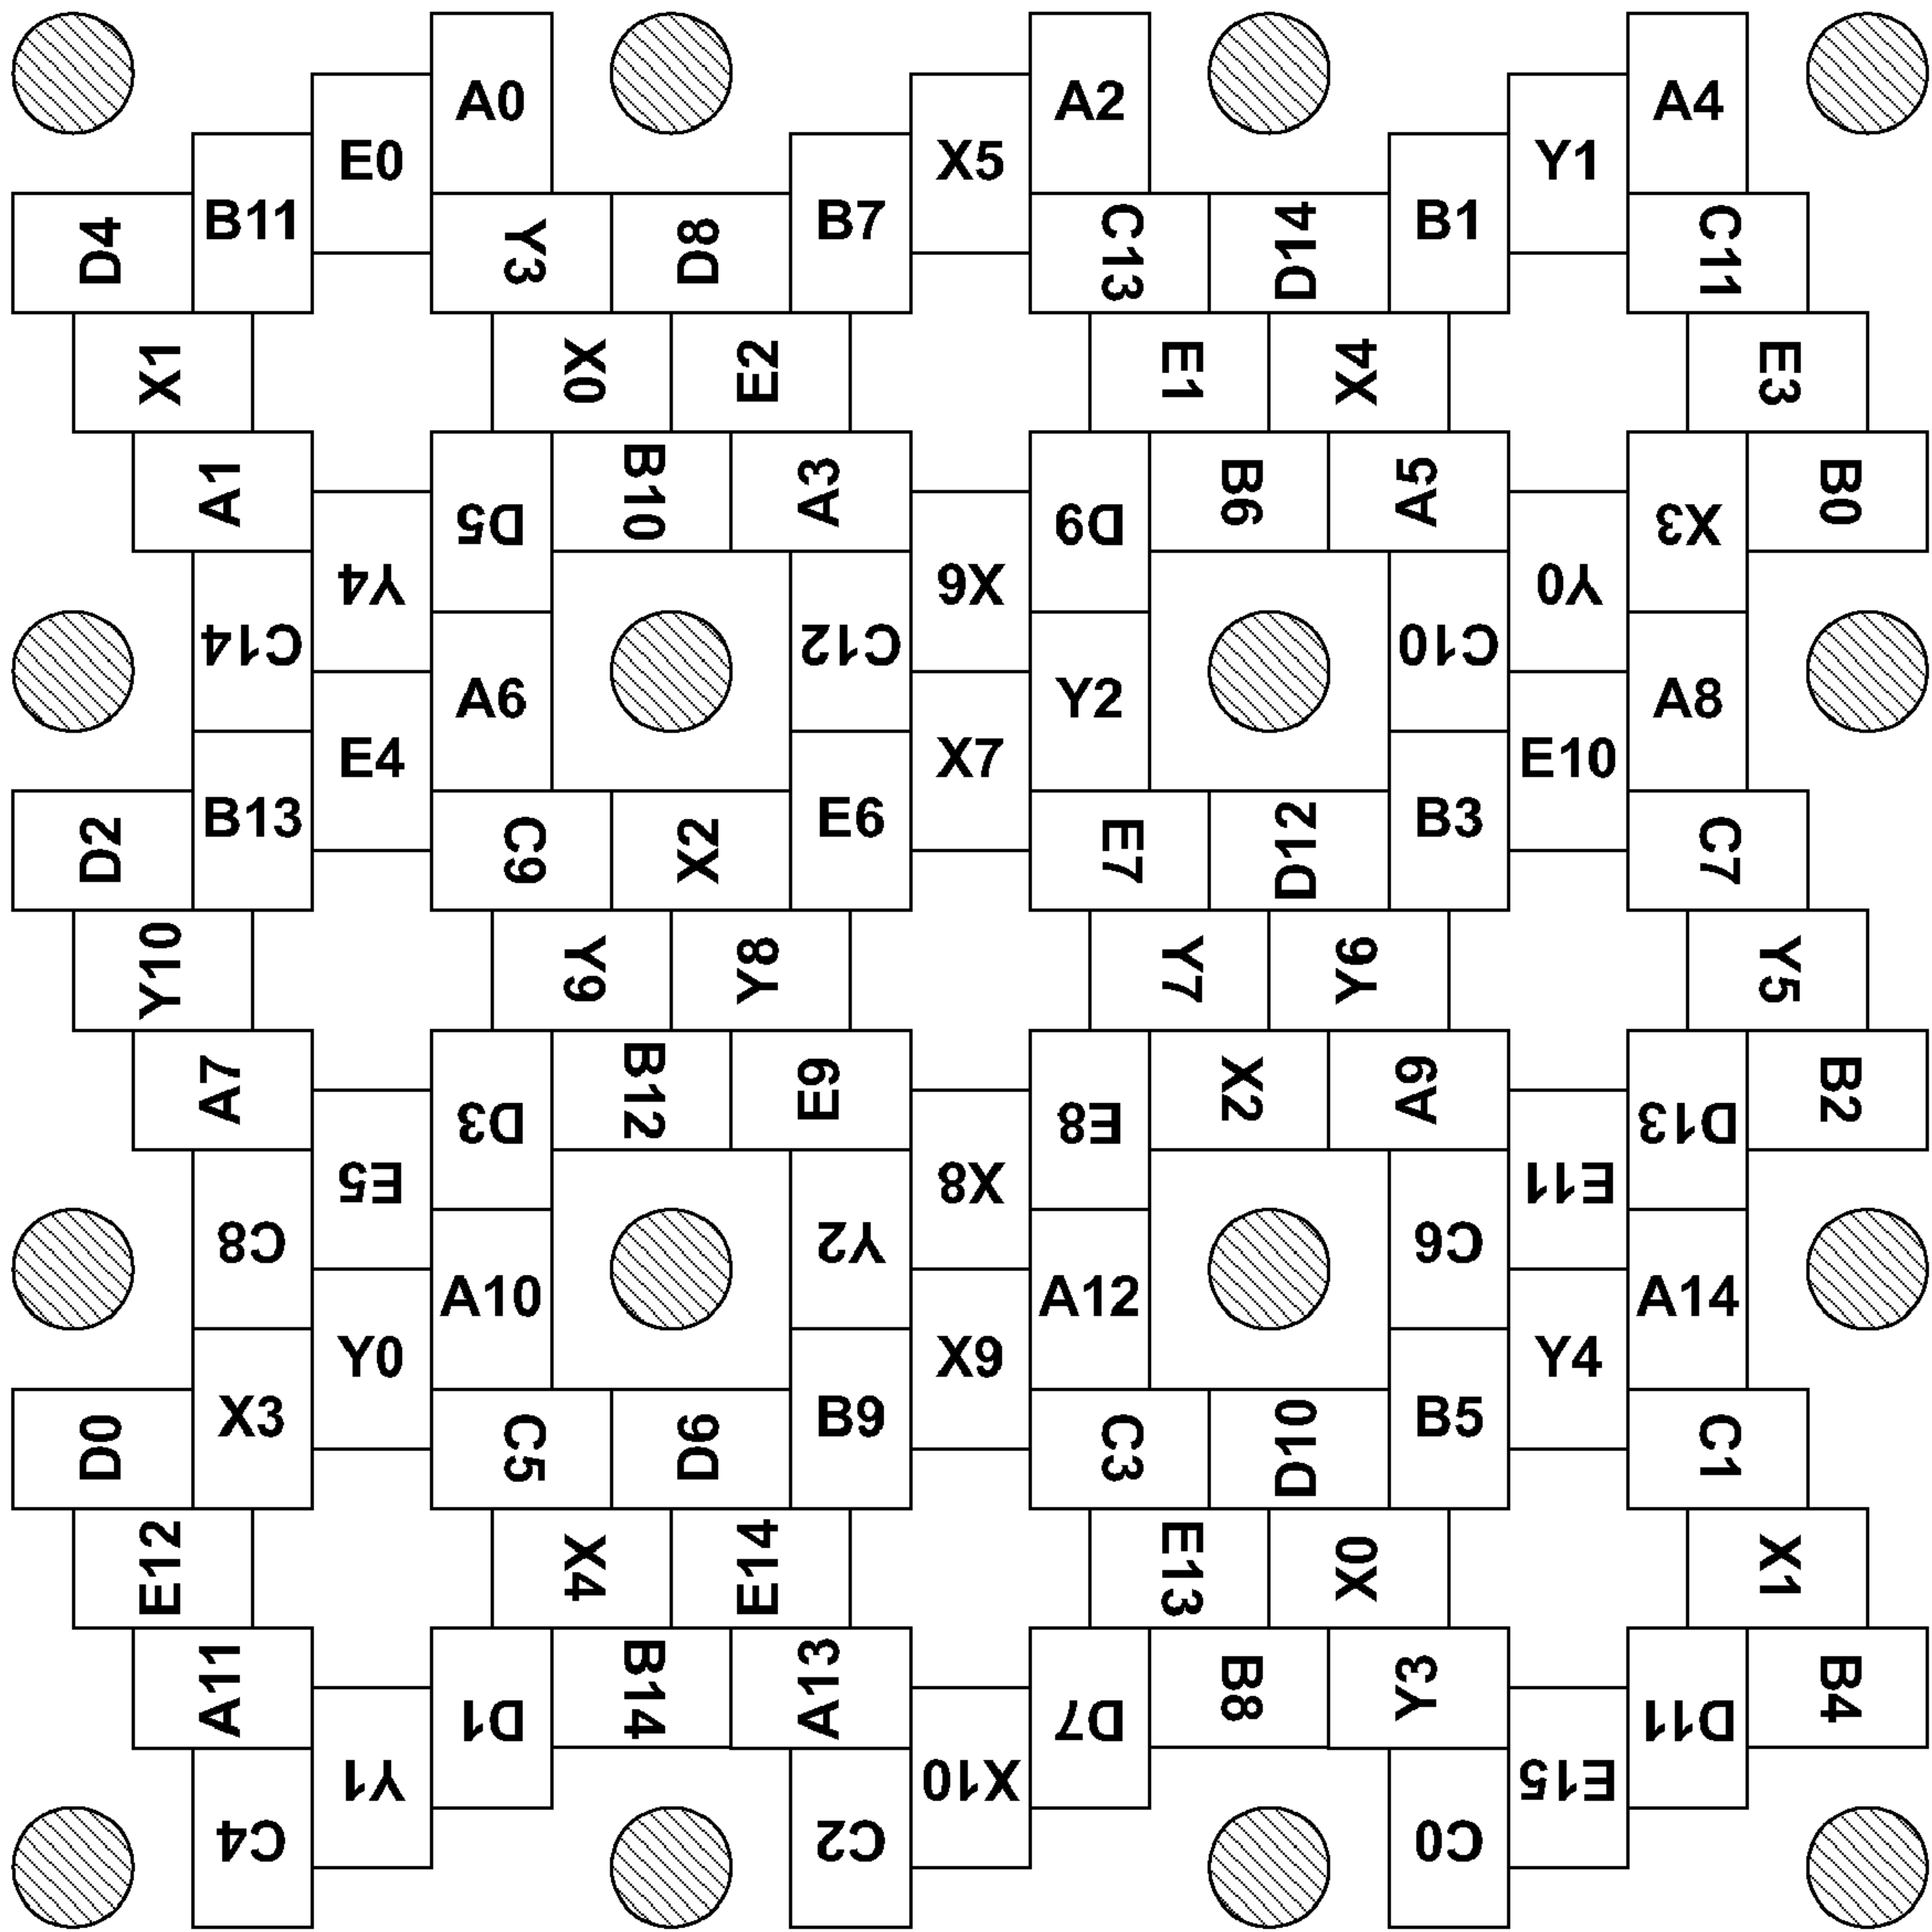 A0 A2 A4
E0 X5 Y1
D4 B11 Y3 D8 B7 C13 D14 B1 C11
X1 X0 E2 E1 X4 E3
A1 D5 B10 A3 D9 B6 A5 X3 B0
Y4 X6 Y0
C14 C12 C10
A6 Y2 A8
E4 X7 E10
D2 B13 C9 X2 E6 E7 D12 B3 C7
Y10 Y9 Y8 Y7 Y6 Y5
A7 D3 B12 E9 E8 X2 A9 D13 B2
E5 X8 E11
C8 Y2 C6
A10 A12 A14
Y0 X9 Y4
D0 X3 C5 D6 B9 C3 D10 B5 C1
E12 X4 E14 E13 X0 X1
A11 D1 B14 A13 D7 B8 Y3 D11 B4
Y1 X10 E15
C4 C2 C0